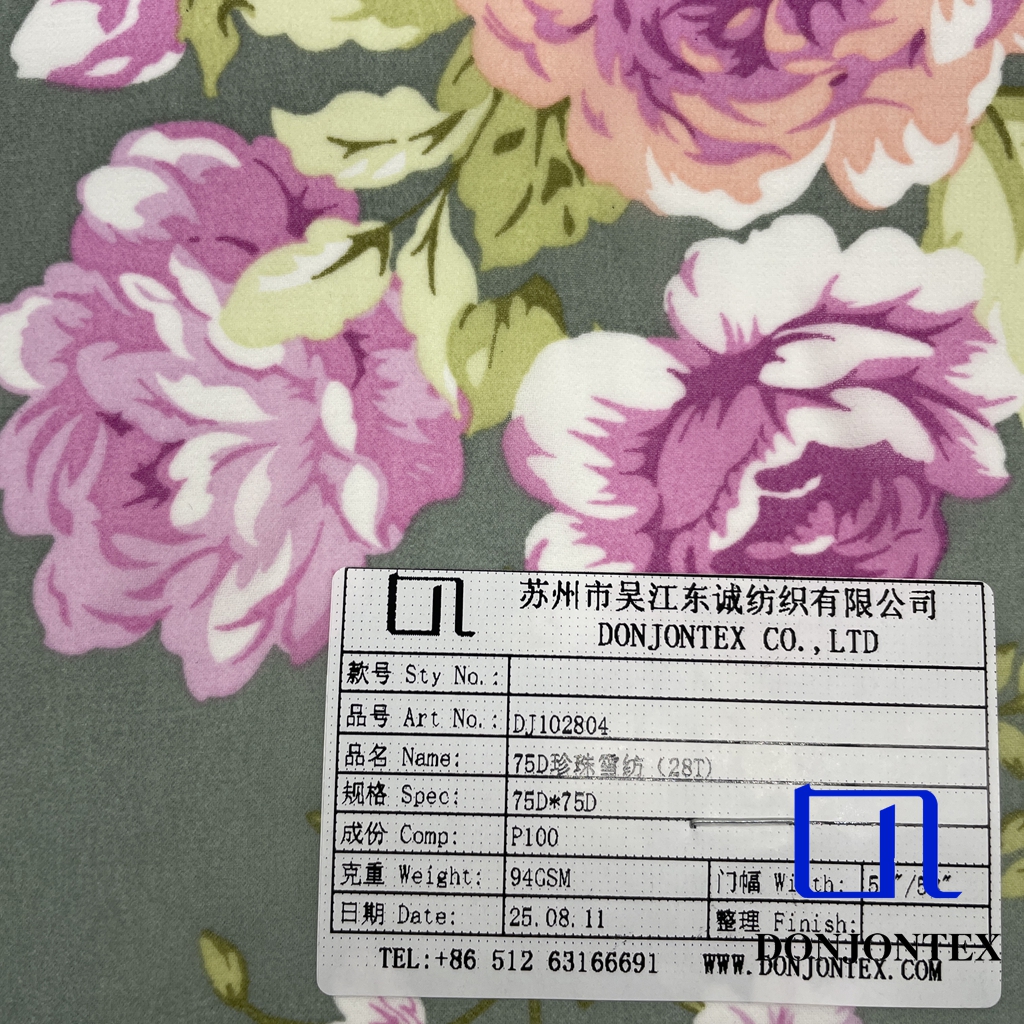 苏州市吴江东诚纺织有限公司
DONJONTEX CO.,LTD
款号 Sty No.:
品号 Art No.: DJ102804
品名 Name: 75D珍珠雪纺 (28T)
规格 Spec: 75D*75D
成份 Comp: P100
克重 Weight: 94GSM 门幅 Width:
日期 Date: 25.08.11 整理 Finish:
TEL:+86 512 63166691 WWW.DONJONTEX.COM
DONJONTEX